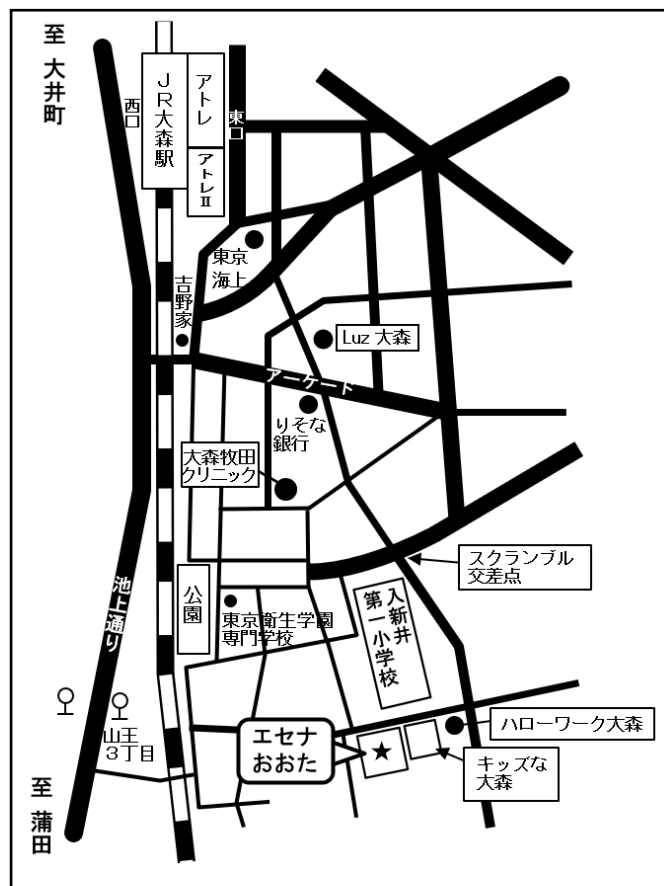 至 大井町
西口
JR大森駅
アトレ
アトレⅡ
東口
東京
海上
吉野家
Luz 大森
アーケード
りそな
銀行
大森牧田
クリニック
スクランブル
交差点
池上通り
公園
東京衛生学園
専門学校
入新井
第一小学校
山王
3丁目
エセナ
おおた
ハローワーク大森
キッズな
大森
至 蒲田